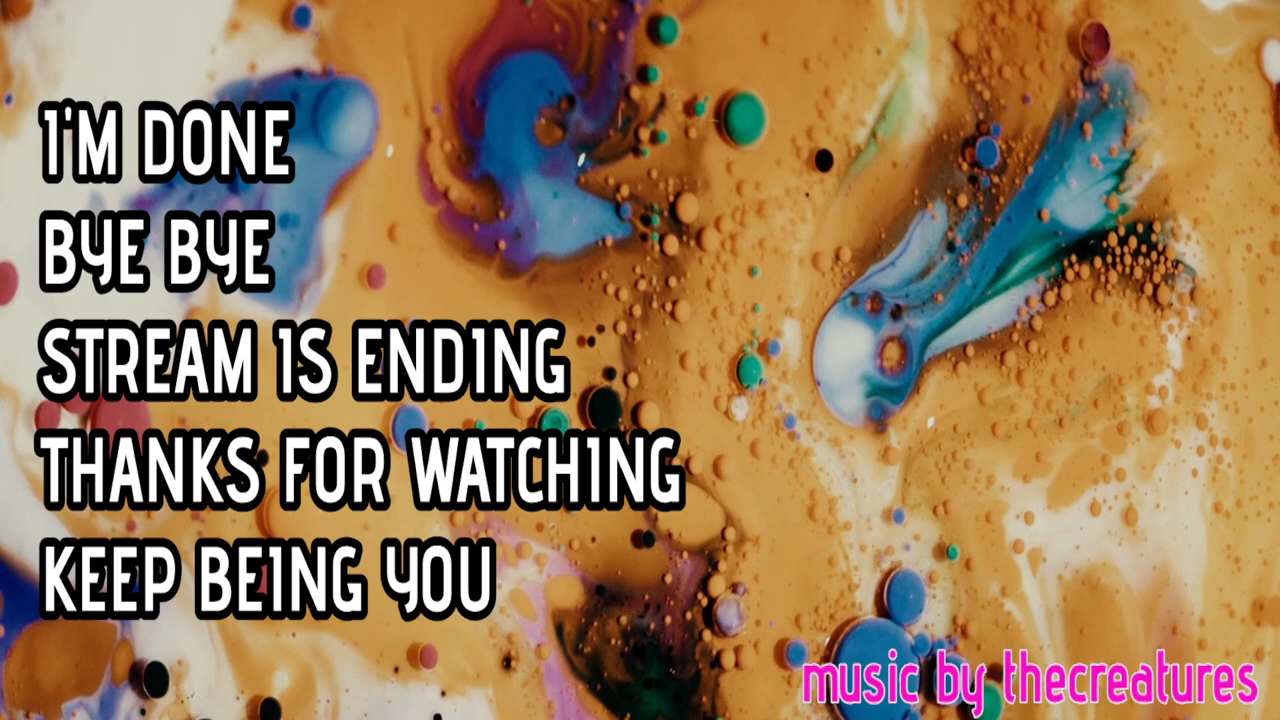 I'M DONE
BYE BYE
STREAM IS ENDING
THANKS FOR WATCHING
KEEP BEING YOU
music by thecreatures